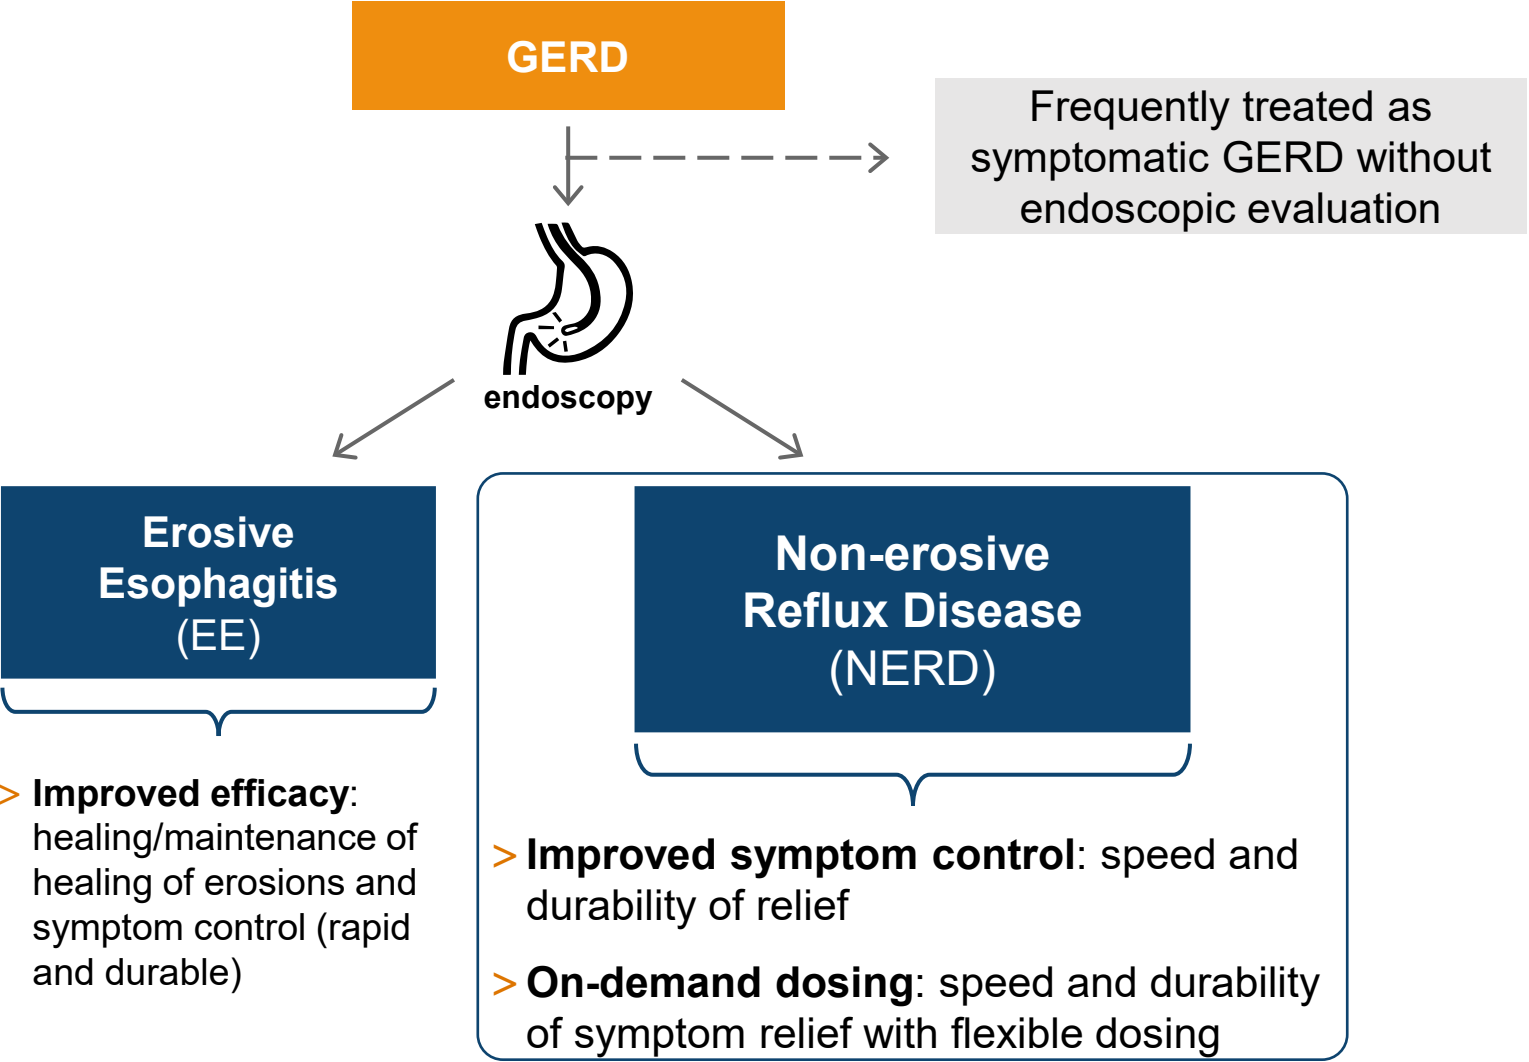 GERD
Frequently treated as
symptomatic GERD without
endoscopic evaluation
endoscopy
Erosive
Esophagitis
(EE)
> Improved efficacy:
healing/maintenance of
healing of erosions and
symptom control (rapid
and durable)
Non-erosive
Reflux Disease
(NERD)
> Improved symptom control: speed and
durability of relief
> On-demand dosing: speed and durability
of symptom relief with flexible dosing